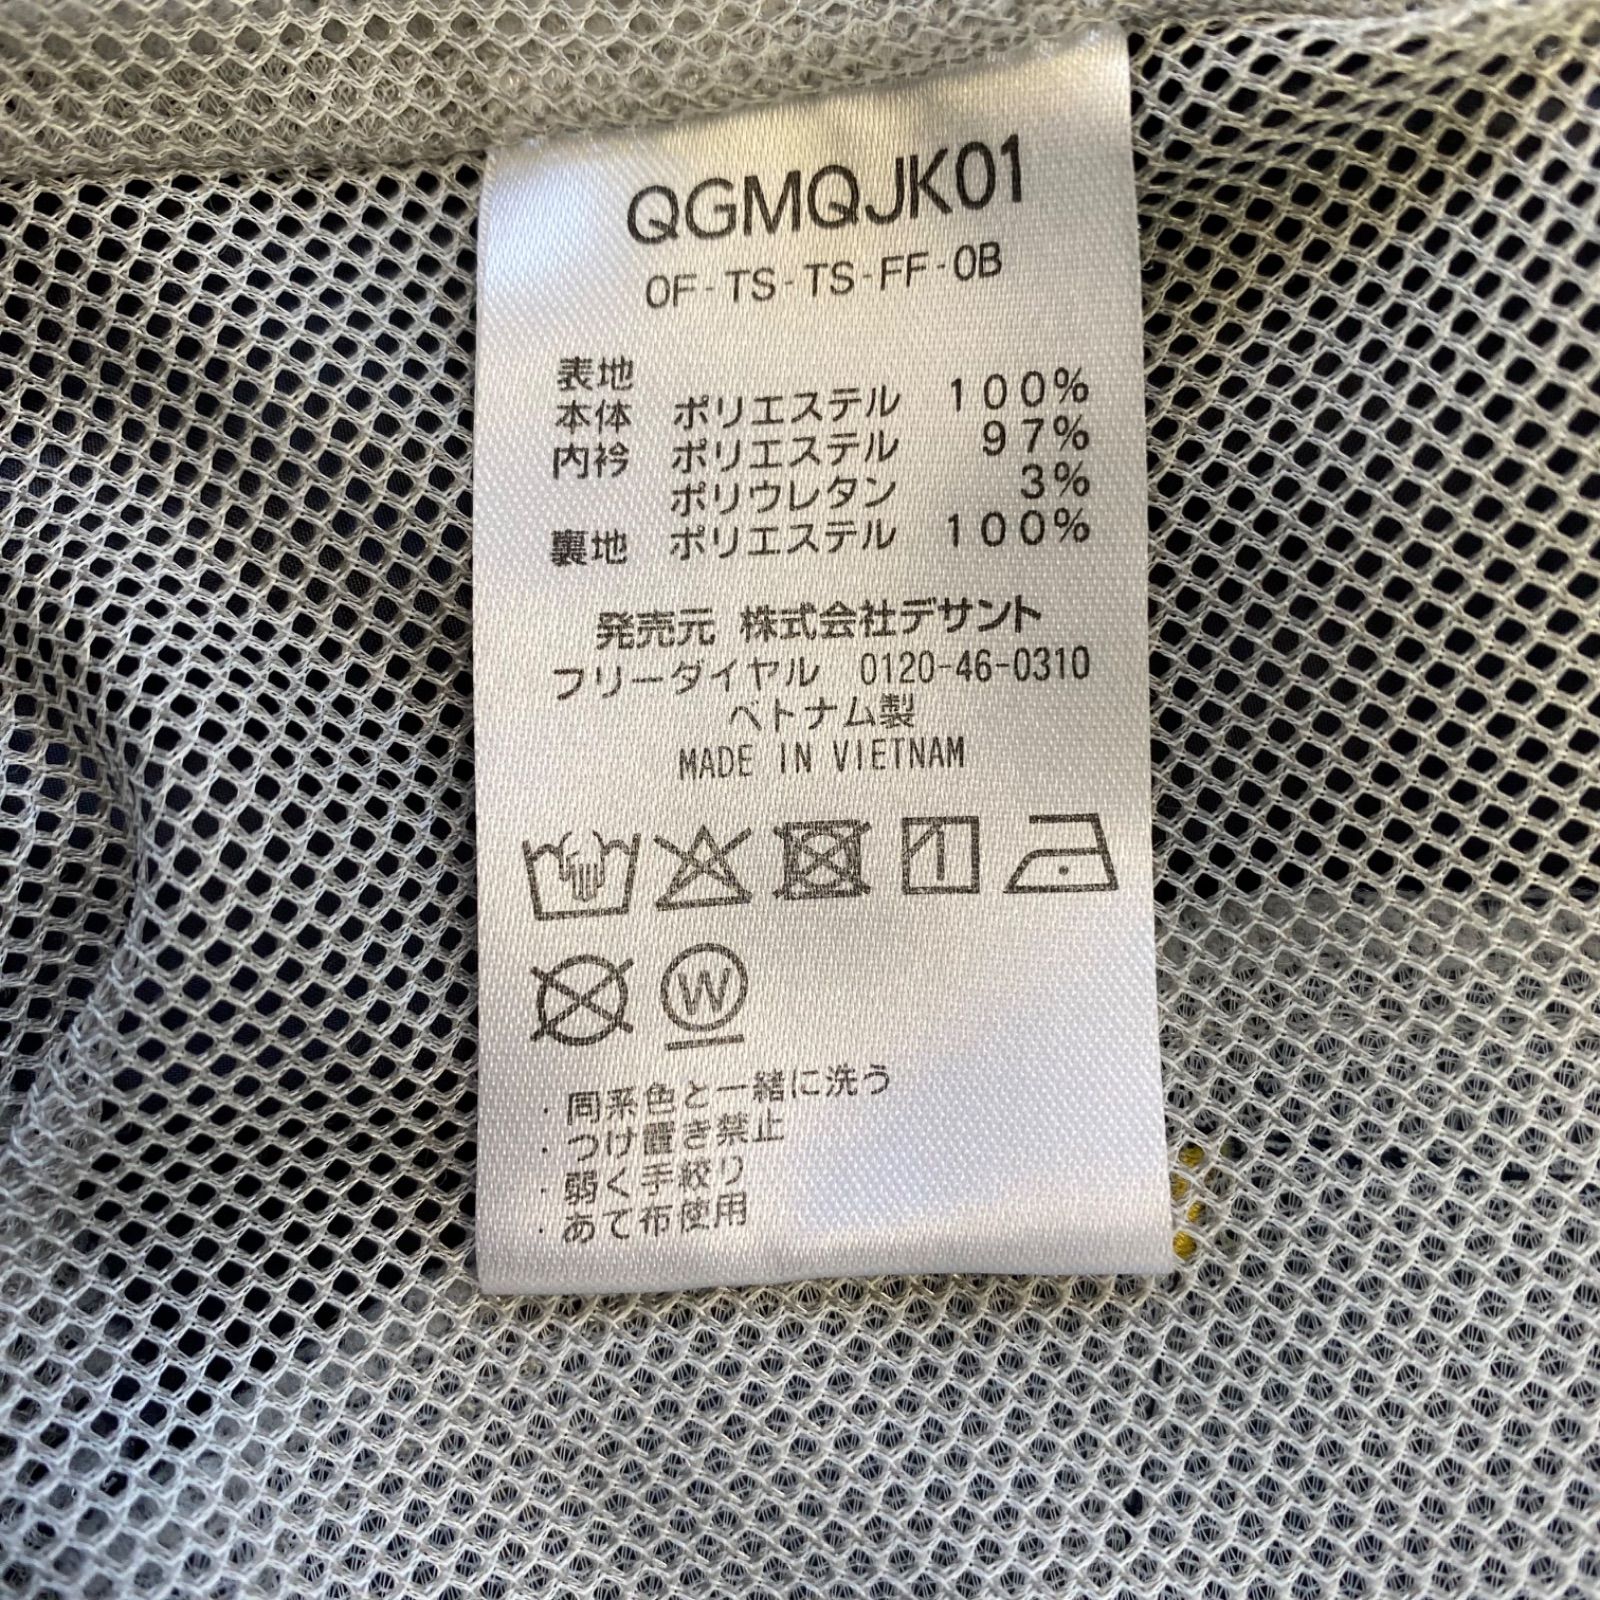 QGMQJK01
OF-TS-TS-FF-0B
表地
本体 ポリエステル 100%
内衿 ポリエステル 97%
ポリウレタン 3%
裏地 ポリエステル 100%
発売元 株式会社デサント
フリーダイヤル 0120-46-0310
ベトナム製
MADE IN VIETNAM
W
・同系色と一緒に洗う
・つけ置き禁止
・弱く手絞り
・あて布使用